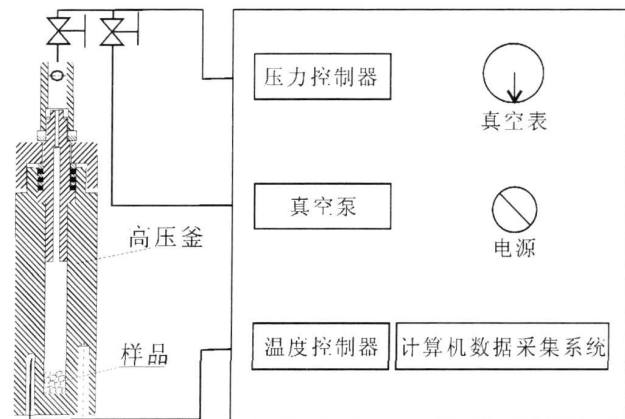 压力控制器
真空表
真空泵
电源
高压釜
样品
温度控制器
计算机数据采集系统